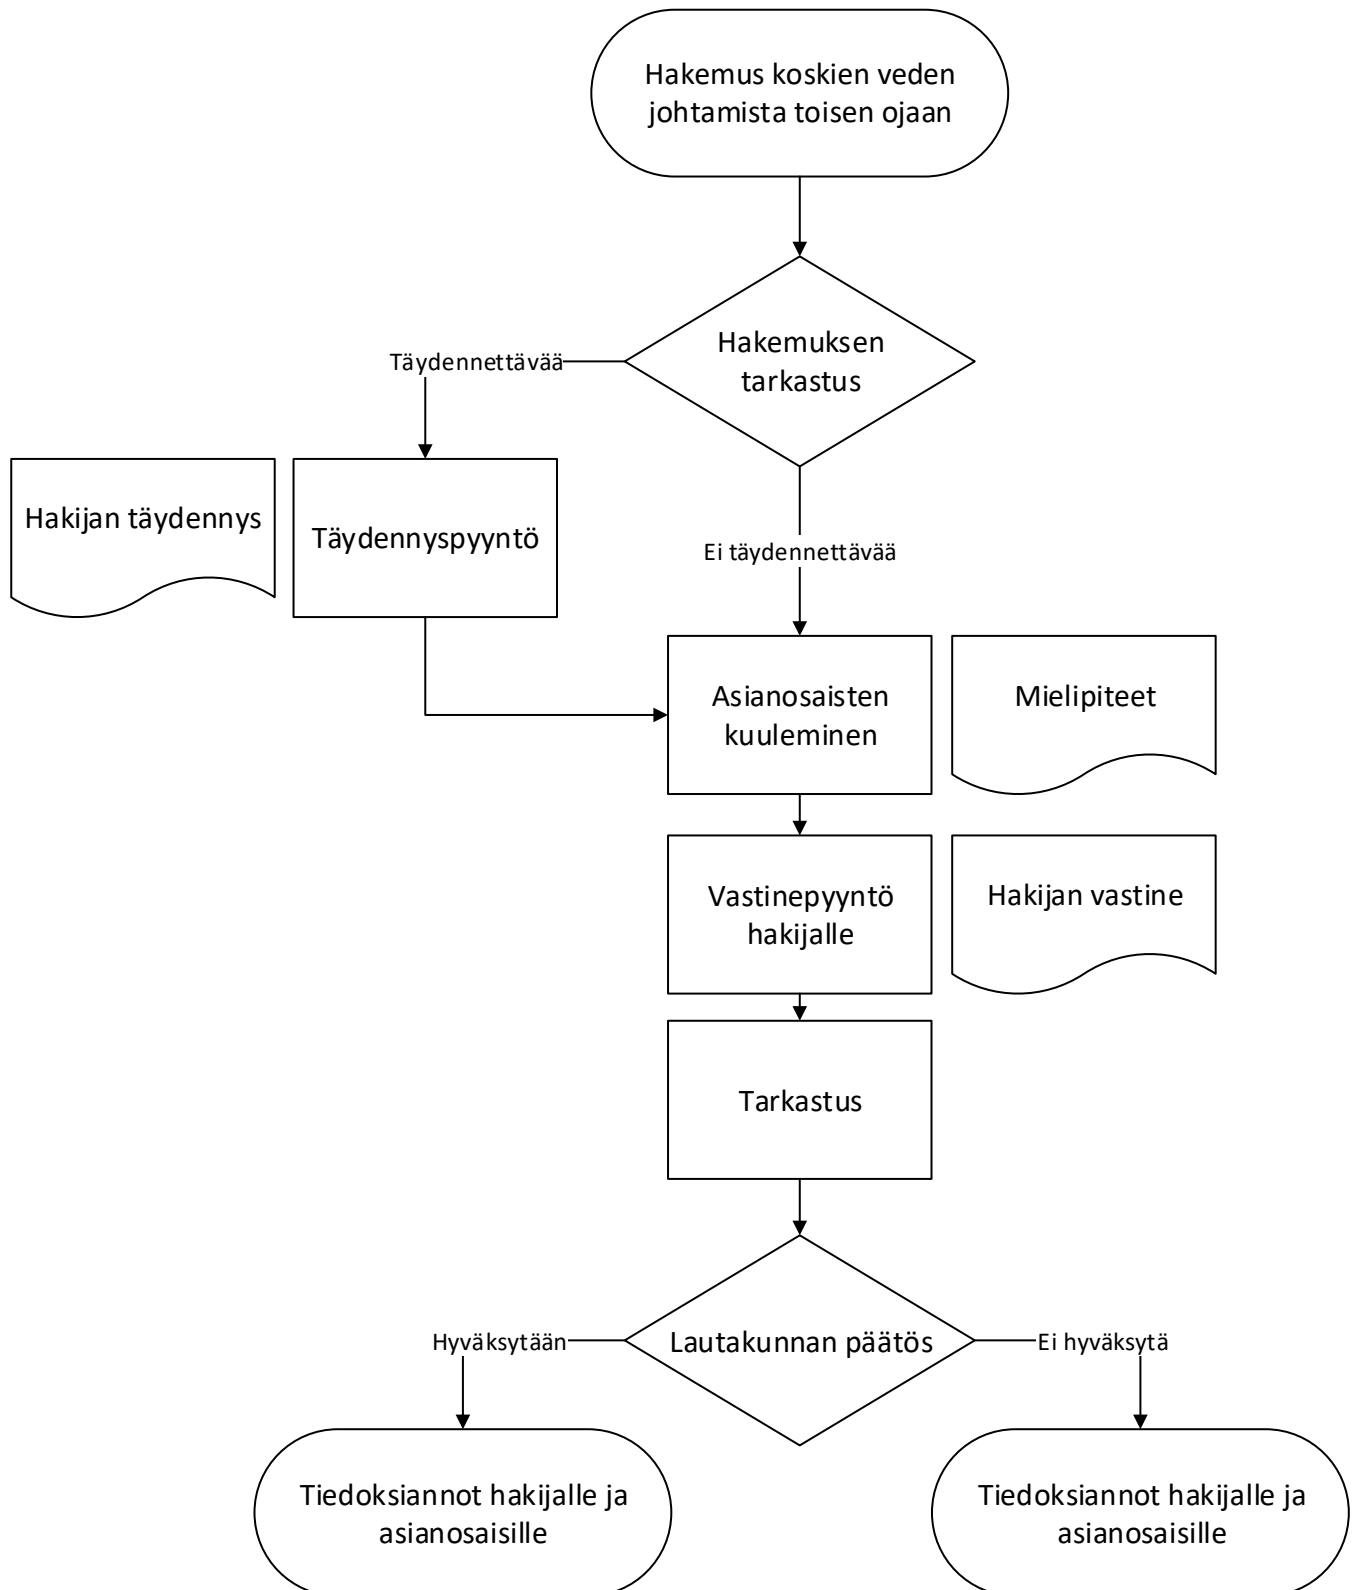 Hakemus koskien veden
johtamista toisen ojaan
Hakemuksen
tarkastus
Täydennettävää
Hakijan täydennys
Täydennyspyyntö
Ei täydennettävää
Asianosaisten
kuuleminen
Mielipiteet
Vastinepyyntö
hakijalle
Hakijan vastine
Tarkastus
Lautakunnan päätös
Hyväksytään
Ei hyväksytä
Tiedoksiannot hakijalle ja
asianosaisille
Tiedoksiannot hakijalle ja
asianosaisille